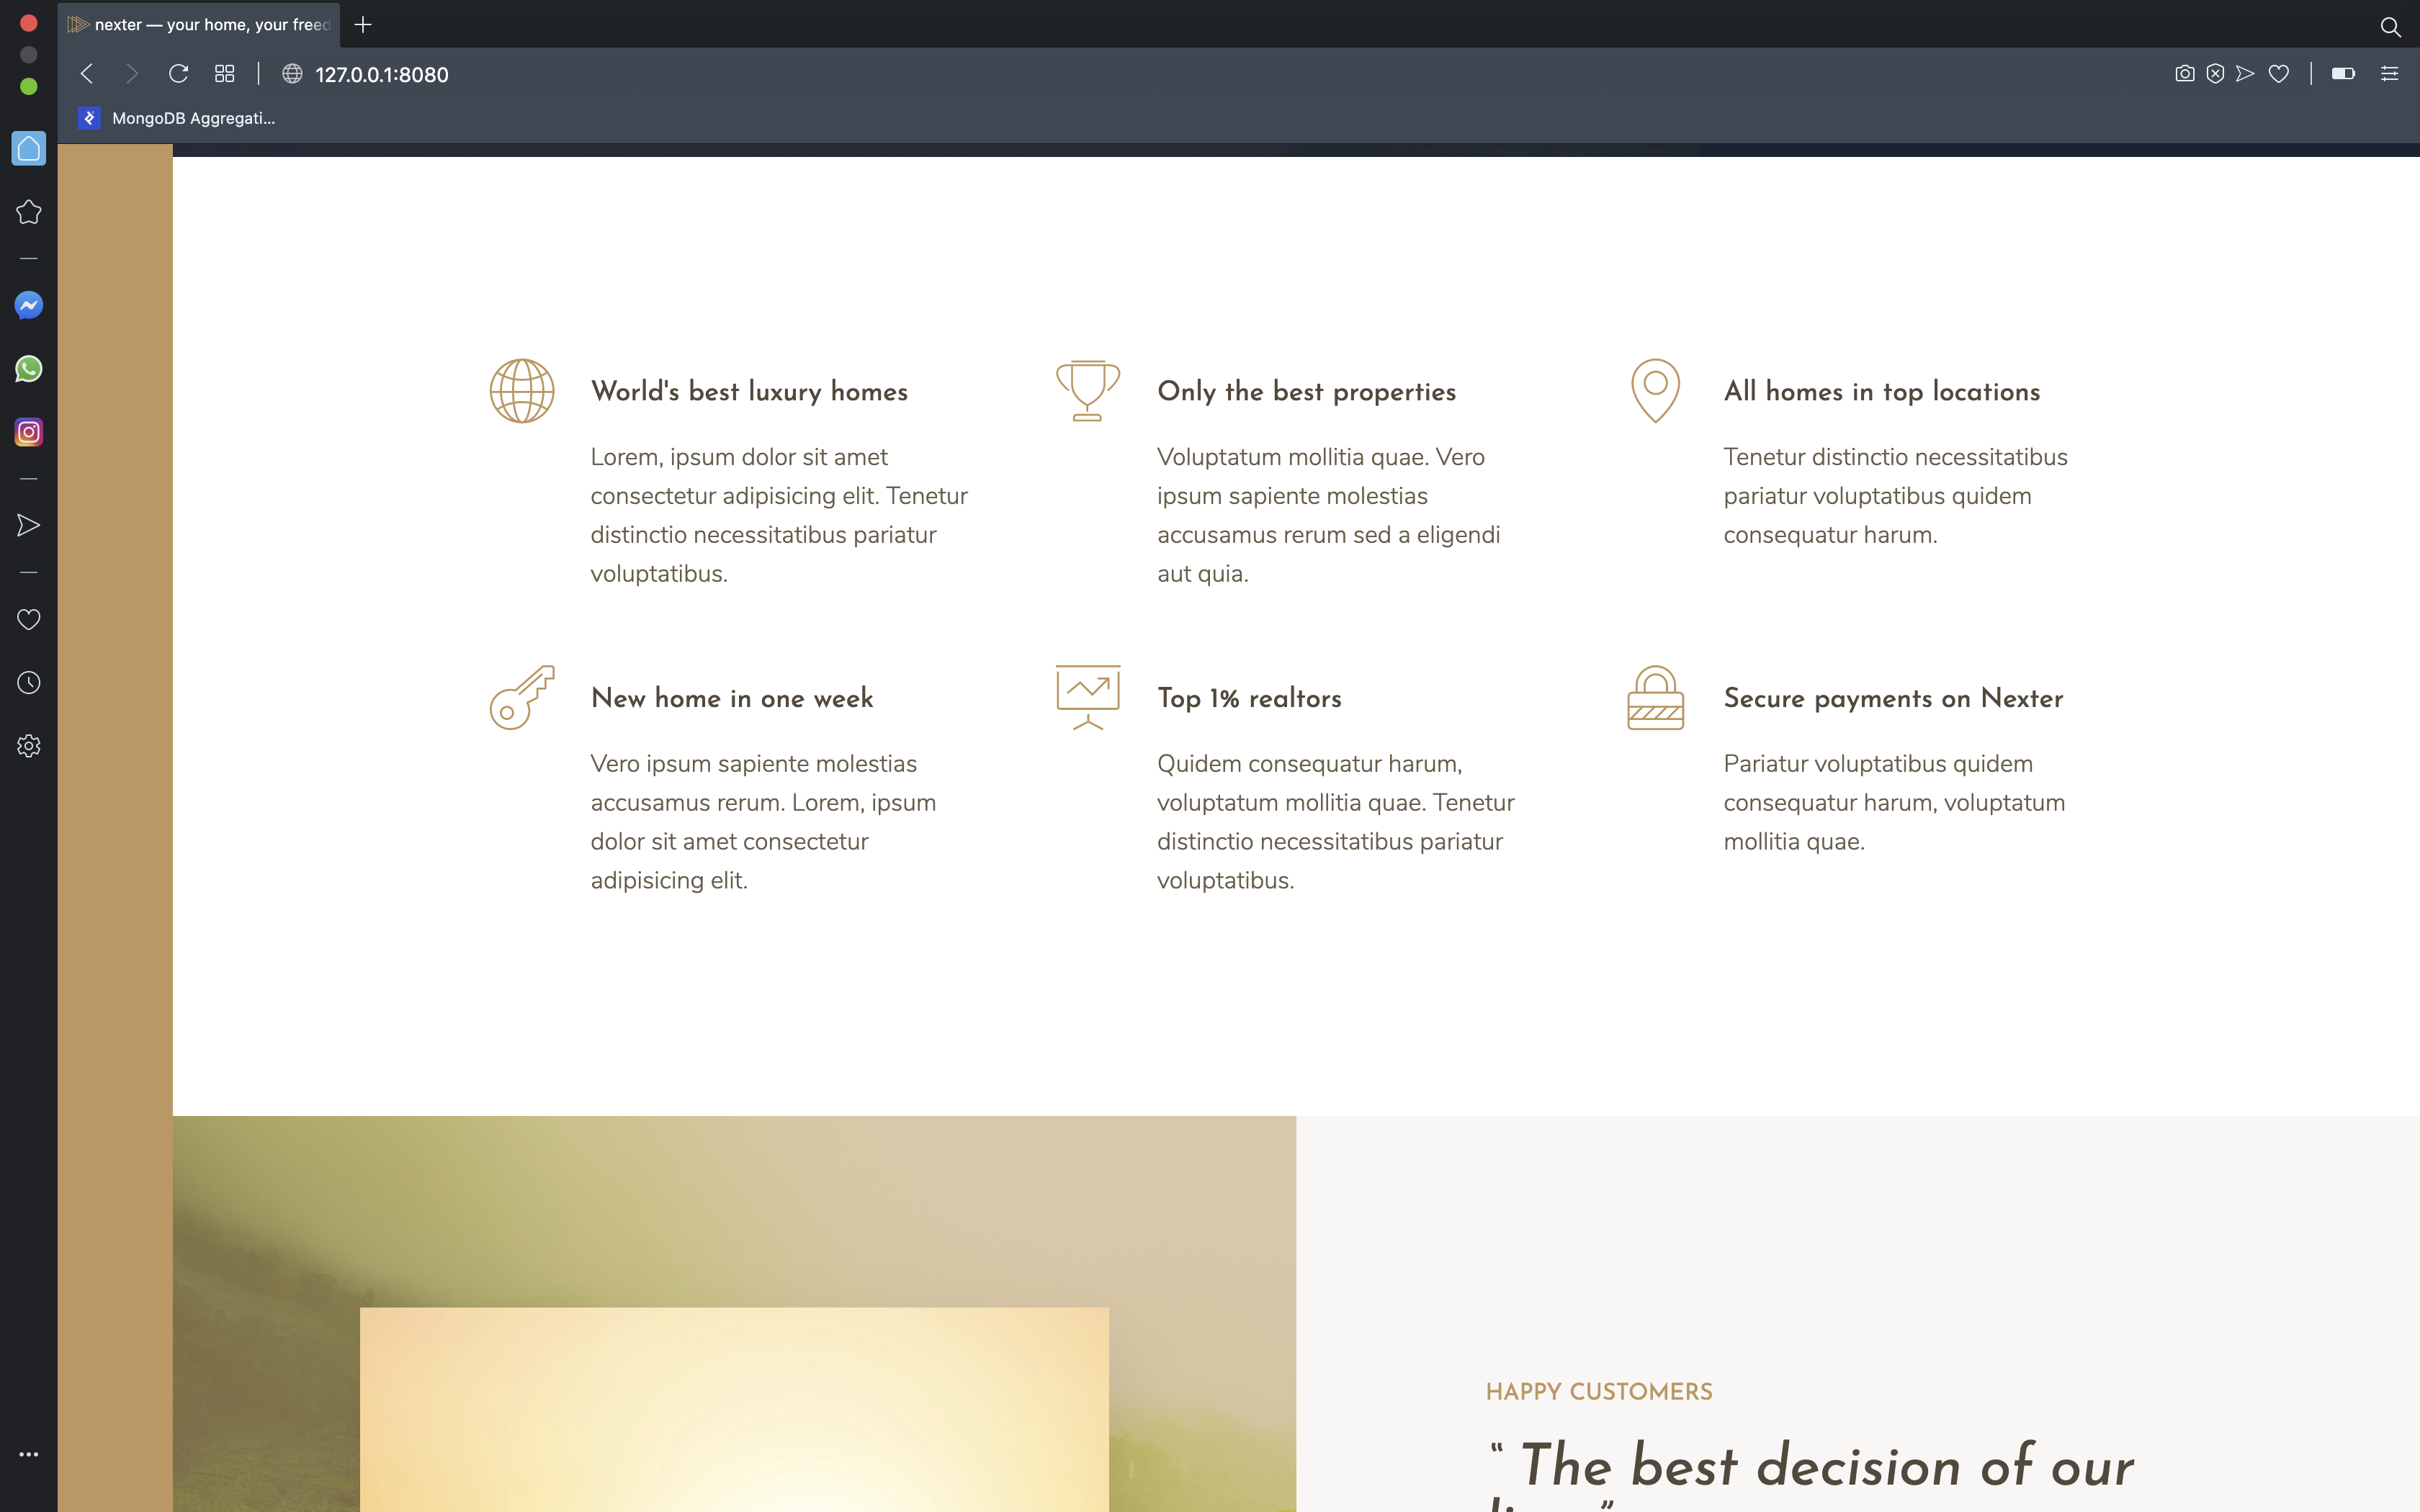 nexter — your home, your freed
127.0.0.1:8080
MongoDB Aggregati...
World's best luxury homes
Lorem, ipsum dolor sit amet
consectetur adipisicing elit. Tenetur
distinctio necessitatibus pariatur
voluptatibus.
Only the best properties
Voluptatum mollitia quae. Vero
ipsum sapiente molestias
accusamus rerum sed a eligendi
aut quia.
All homes in top locations
Tenetur distinctio necessitatibus
pariatur voluptatibus quidem
consequatur harum.
New home in one week
Vero ipsum sapiente molestias
accusamus rerum. Lorem, ipsum
dolor sit amet consectetur
adipisicing elit.
Top 1% realtors
Quidem consequatur harum,
voluptatum mollitia quae. Tenetur
distinctio necessitatibus pariatur
voluptatibus.
Secure payments on Nexter
Pariatur voluptatibus quidem
consequatur harum, voluptatum
mollitia quae.
HAPPY CUSTOMERS
“ The best decision of our